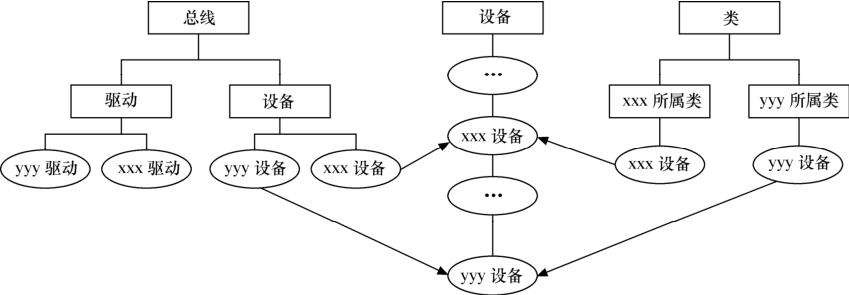 总线
设备
类
...
驱动
设备
xxx 所属类
yyy 所属类
xxx 设备
yyy 驱动
xxx 驱动
yyy 设备
xxx 设备
xxx 设备
yyy 设备
...
yyy 设备